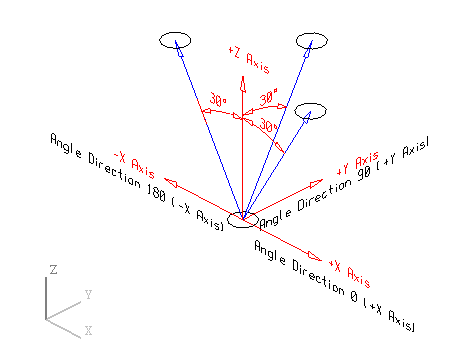 +Z Axis
30°
30°
30°
-X Axis
Angle Direction 180 (-X Axis)
+Y Axis
Angle Direction 90 (+Y Axis)
+X Axis
Angle Direction 0 (+X Axis)
Z
Y
X